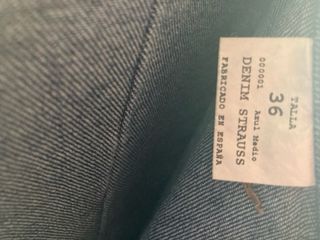 TALLA
36
000001 Azul Medio
DENIM STRAUSS
FABRICADO EN ESPAÑA